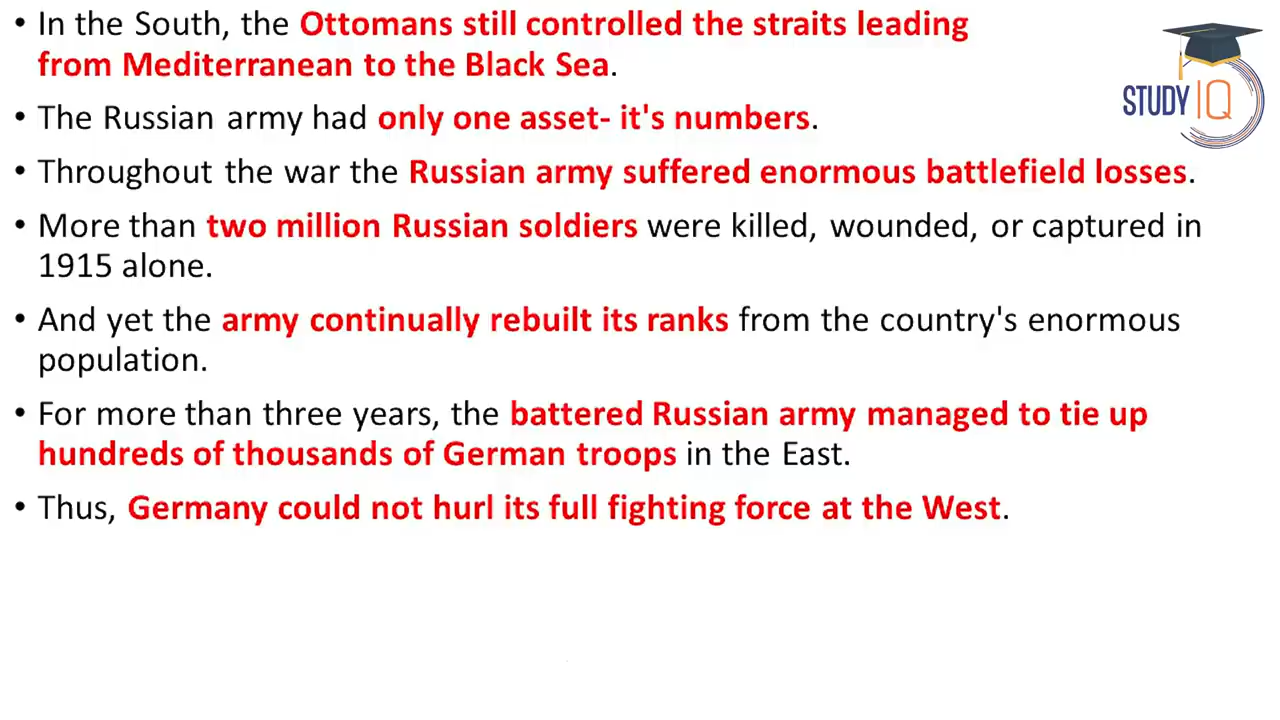 • In the South, the Ottomans still controlled the straits leading
from Mediterranean to the Black Sea.
STUDY IQ
• The Russian army had only one asset- it's numbers.
• Throughout the war the Russian army suffered enormous battlefield losses.
• More than two million Russian soldiers were killed, wounded, or captured in
1915 alone.
• And yet the army continually rebuilt its ranks from the country's enormous
population.
• For more than three years, the battered Russian army managed to tie up
hundreds of thousands of German troops in the East.
• Thus, Germany could not hurl its full fighting force at the West.